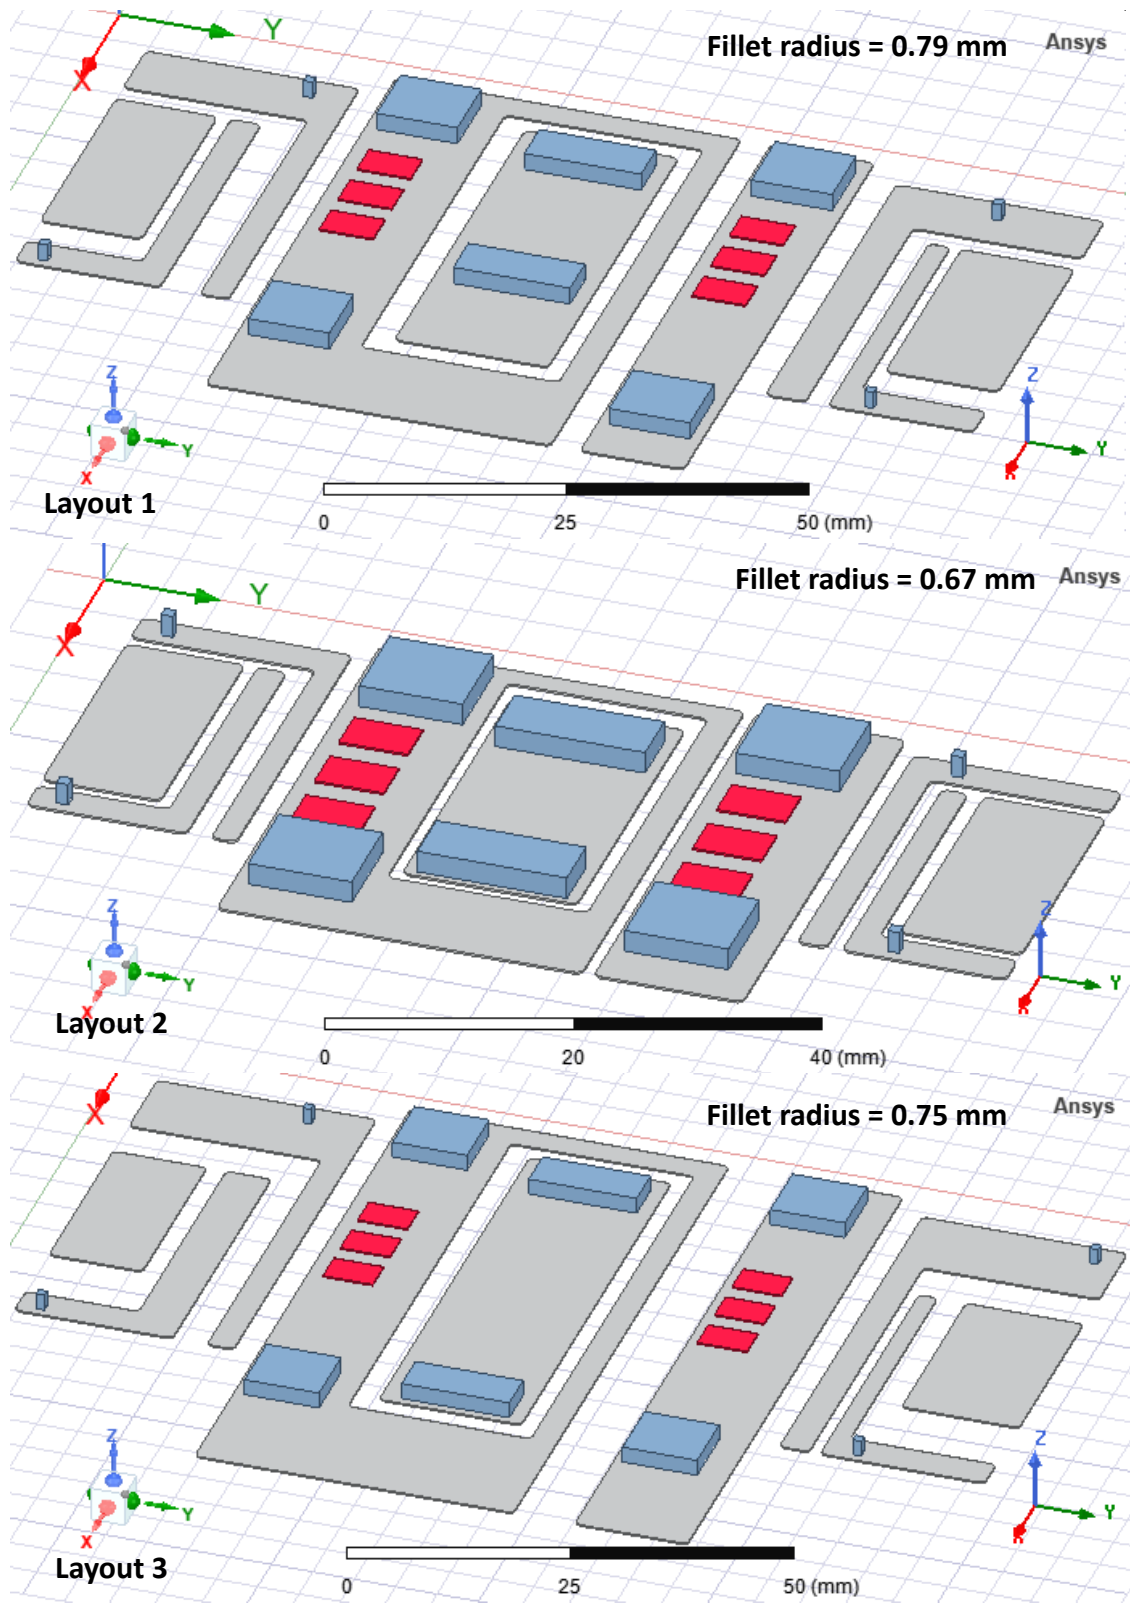 Y
X
Fillet radius = 0.79 mm
Ansys
Z
Y
X
Z
Y
X
Layout 1
0 25 50 (mm)
Y
X
Fillet radius = 0.67 mm
Ansys
Z
Y
X
Z
Y
X
Layout 2
0 20 40 (mm)
X
Fillet radius = 0.75 mm
Ansys
Z
Y
X
Z
Y
X
Layout 3
0 25 50 (mm)